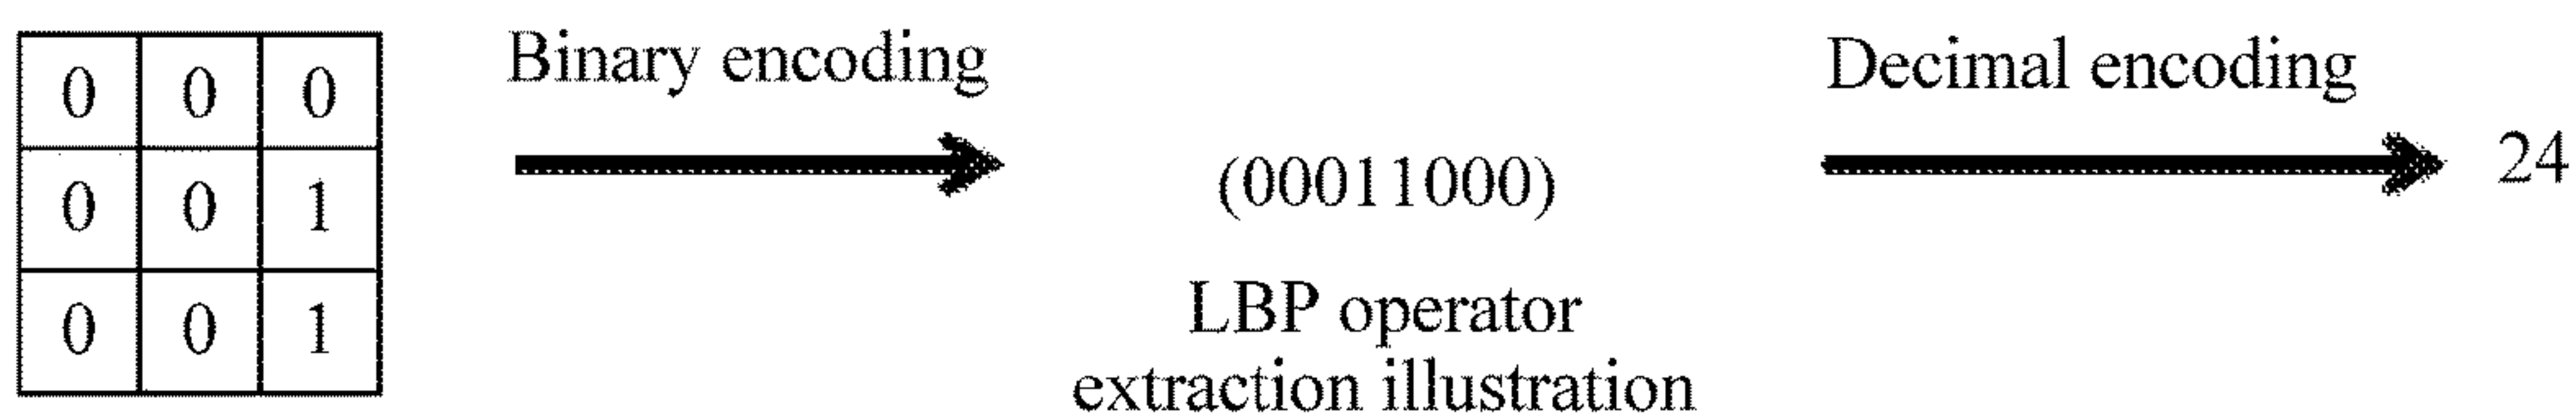 0 0 0
0 0 1
0 0 1
Binary encoding
(00011000)
LBP operator
extraction illustration
Decimal encoding
24